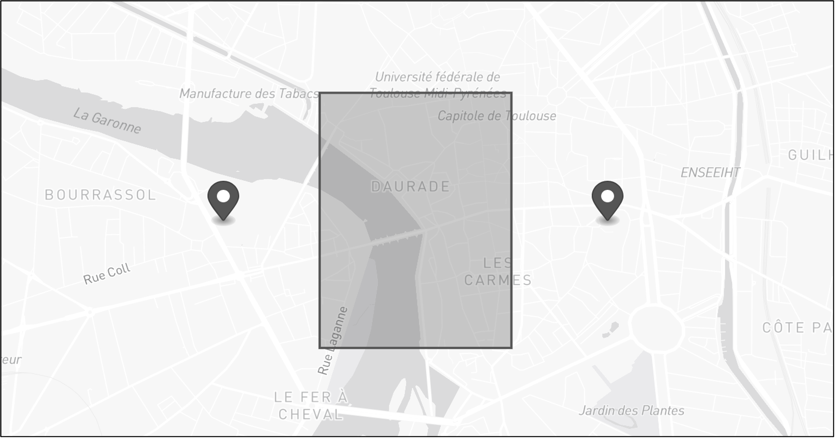 Université fédérale de
Toulouse Midi-Pyrénées
Manufacture des Tabacs
Capitole de Toulouse
La Garonne
GUILH
ENSEEIHT
DAURADE
BOURRASSOL
Rue Coll
LES
CARMES
Rue Laganne
CÔTE PA
eur
LE FER À
CHEVAL
Jardin des Plantes